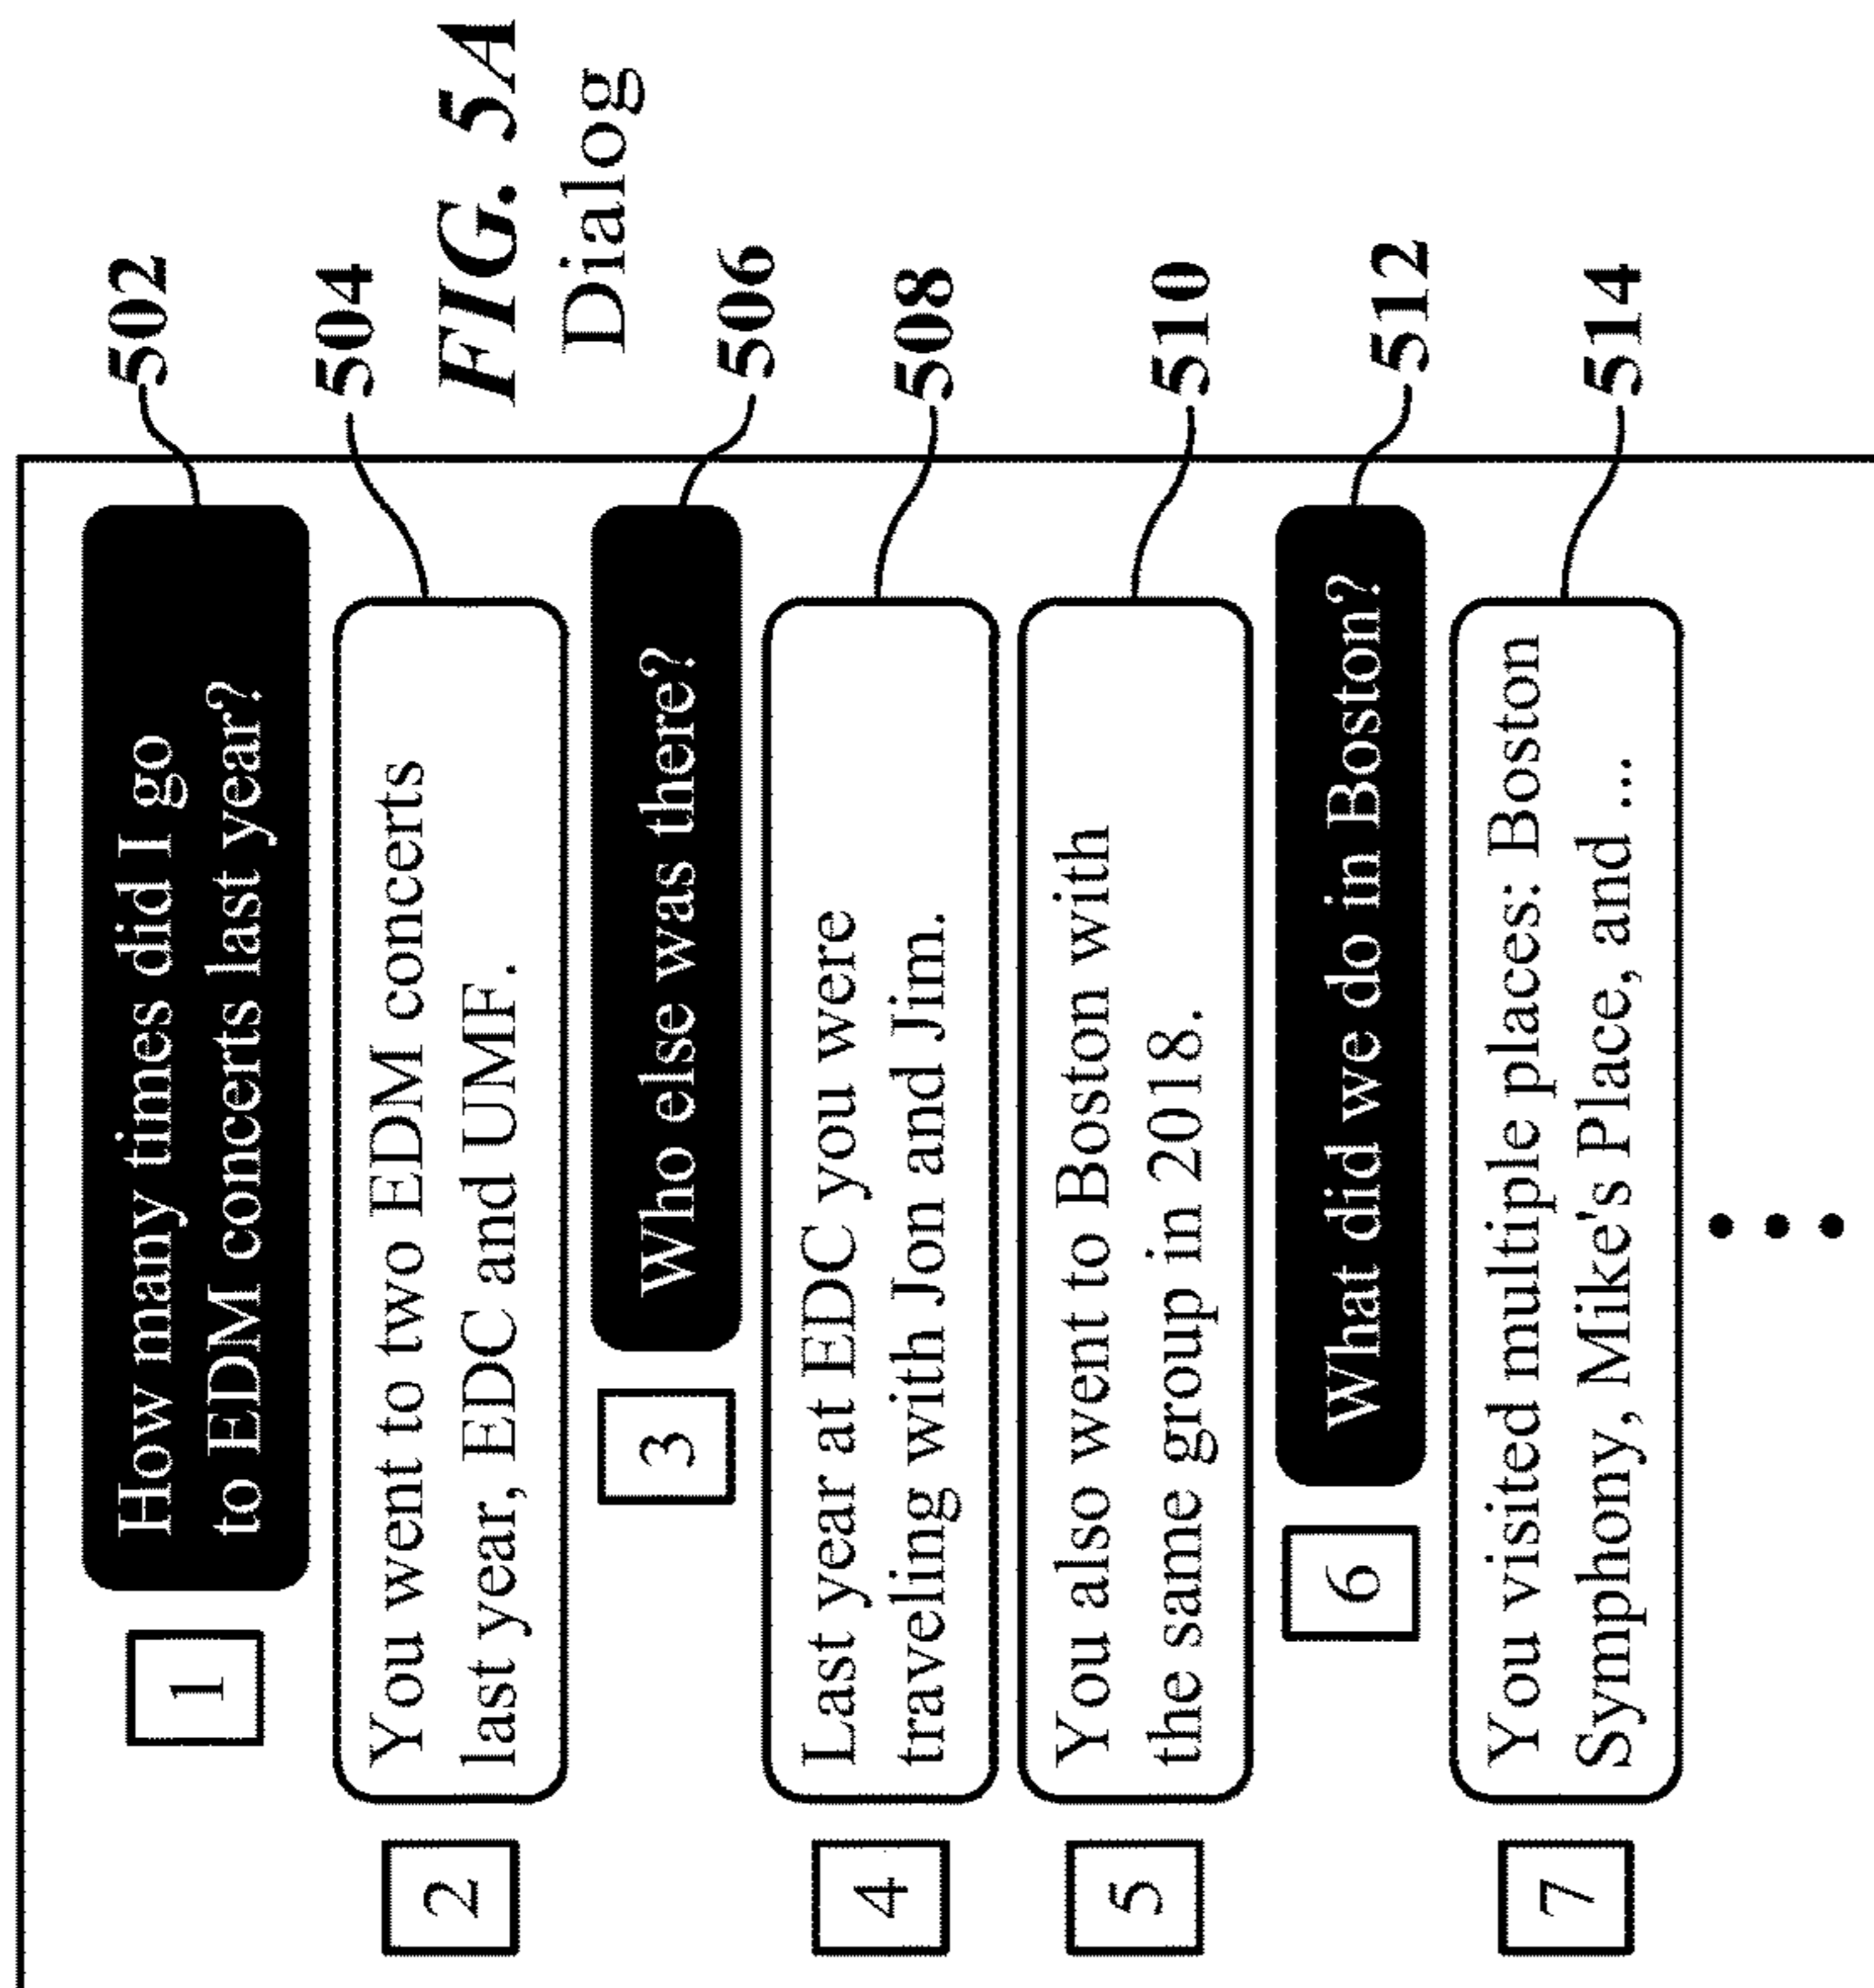 1
How many times did I go
to EDM concerts last year?
502
2
You went to two EDM concerts
last year, EDC and UMF.
504
FIG. 5A
Dialog
3
Who else was there?
506
4
Last year at EDC you were
traveling with Jon and Jim.
508
5
You also went to Boston with
the same group in 2018.
510
6
What did we do in Boston?
512
7
You visited multiple places: Boston
Symphony, Mike's Place, and ...
514